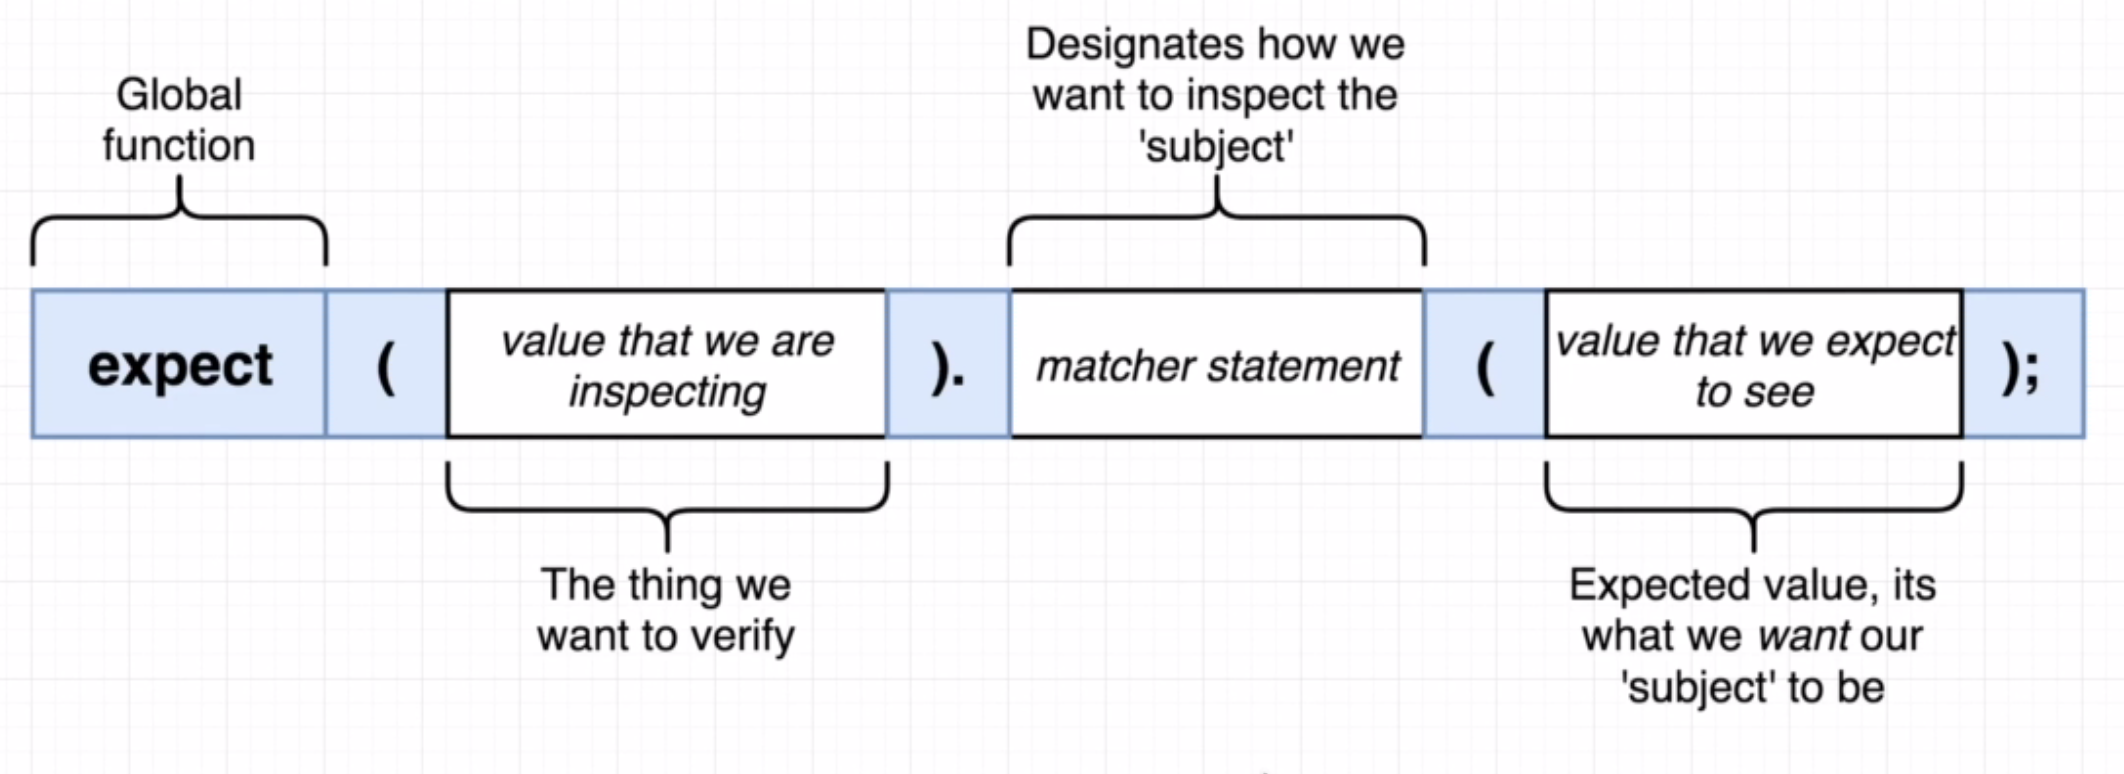 Global
function
Designates how we
want to inspect the
'subject'
expect ( value that we are ). matcher statement ( value that we expect );
inspecting
to see
The thing we
want to verify
Expected value, its
what we want our
'subject' to be